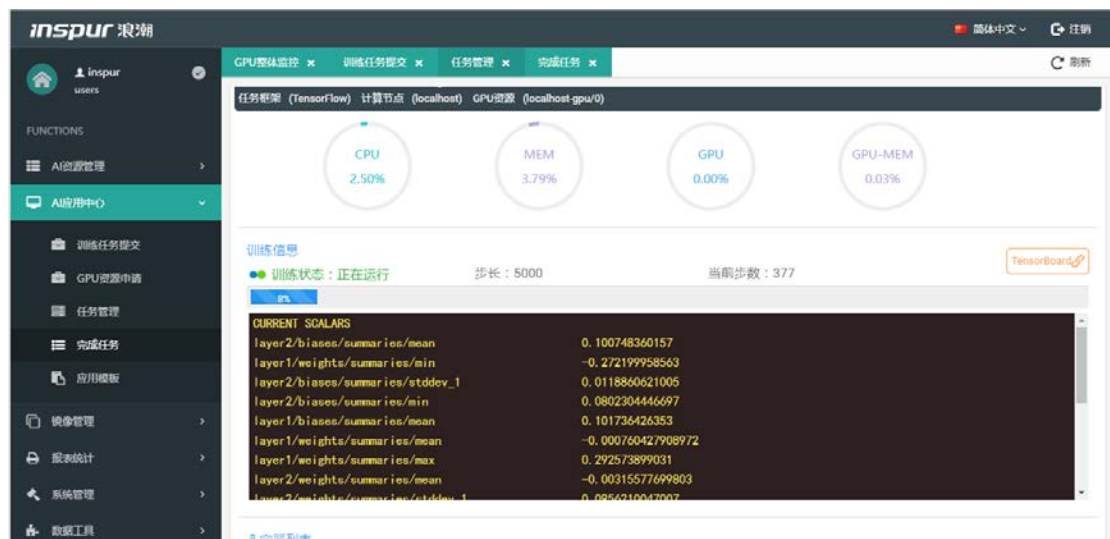 inspur 浪潮
简体中文
注销
inspur
users
GPU整体监控 ×
训练任务提交 ×
任务管理 ×
完成任务 ×
刷新
任务框架 (TensorFlow) 计算节点 (localhost) GPU资源 (localhost-gpu/0)
FUNCTIONS
AI资源管理
AI应用中心
训练任务提交
GPU资源申请
任务管理
完成任务
应用模板
镜像管理
报表统计
系统管理
数据工具
CPU
2.50%
MEM
3.79%
GPU
0.00%
GPU-MEM
0.03%
训练信息
TensorBoard
训练状态：正在运行
步长：5000
当前步数：377
8%
CURRENT SCALARS
layer2/biases/summaries/mean 0.100748360157
layer1/weights/summaries/min -0.272199958563
layer2/biases/summaries/stddev_1 0.0118860621005
layer2/biases/summaries/min 0.0802304446697
layer1/biases/summaries/mean 0.101736426353
layer1/weights/summaries/mean -0.000760427908972
layer1/weights/summaries/max 0.292573899031
layer2/weights/summaries/mean -0.00315577699803
layer2/weights/summaries/stddev_1 0.0956210047007